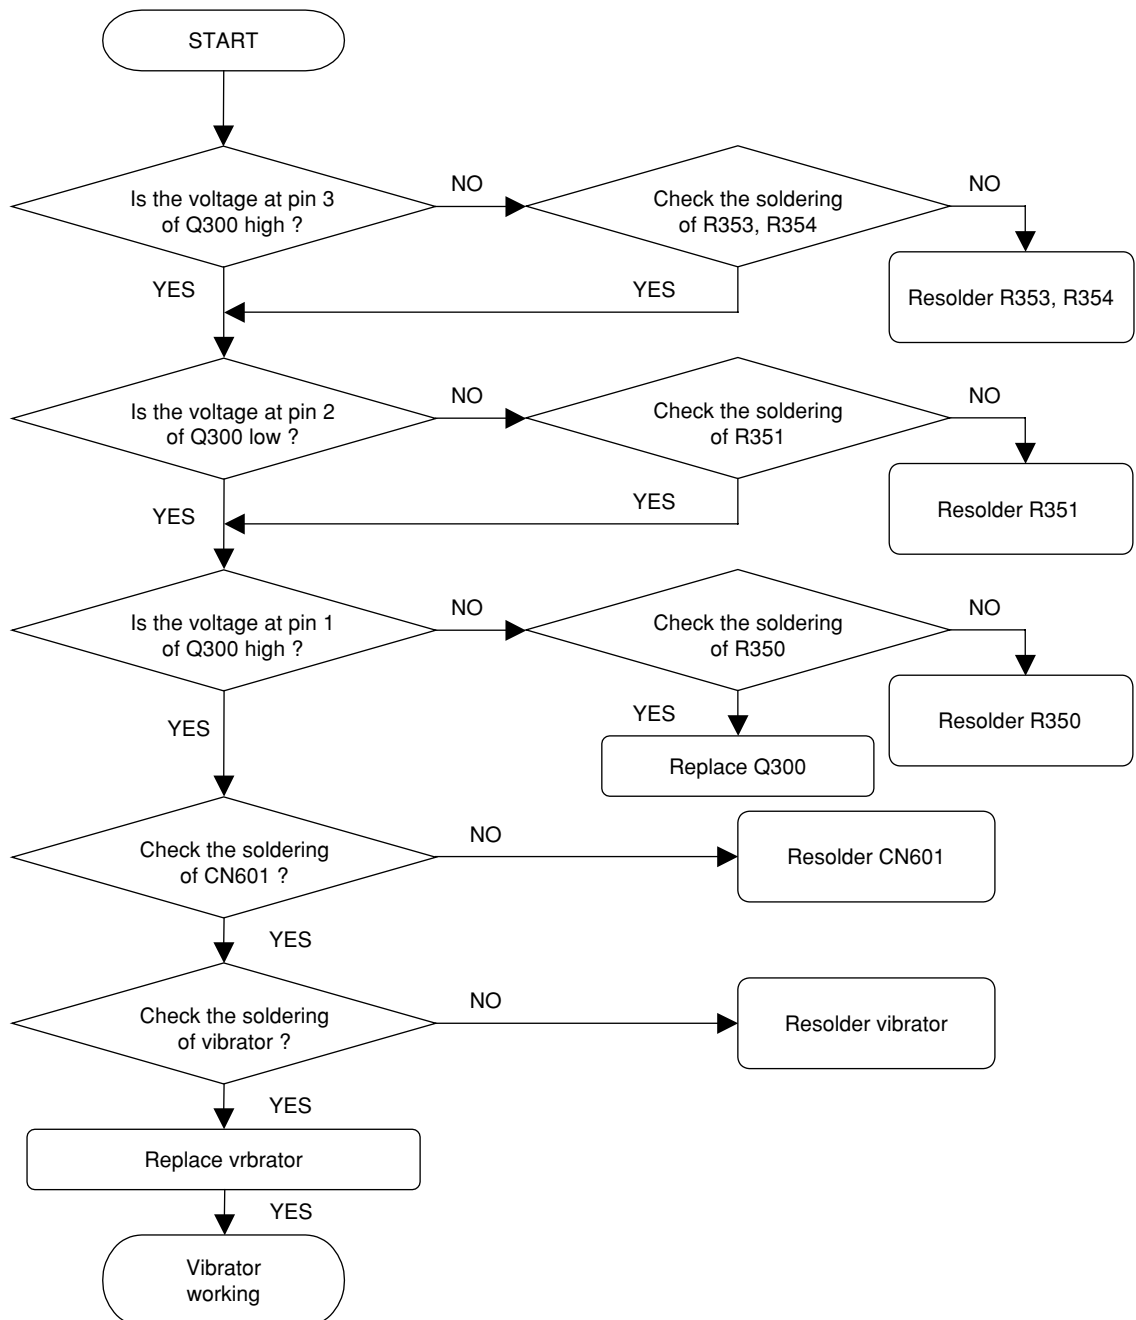 START
Is the voltage at pin 3
of Q300 high ?
NO
Check the soldering
of R353, R354
NO
Resolder R353, R354
YES
YES
Is the voltage at pin 2
of Q300 low ?
NO
Check the soldering
of R351
NO
Resolder R351
YES
YES
Is the voltage at pin 1
of Q300 high ?
NO
Check the soldering
of R350
NO
Resolder R350
YES
YES
Replace Q300
Check the soldering
of CN601 ?
NO
Resolder CN601
YES
Check the soldering
of vibrator ?
NO
Resolder vibrator
YES
Replace vrbrator
YES
Vibrator
working